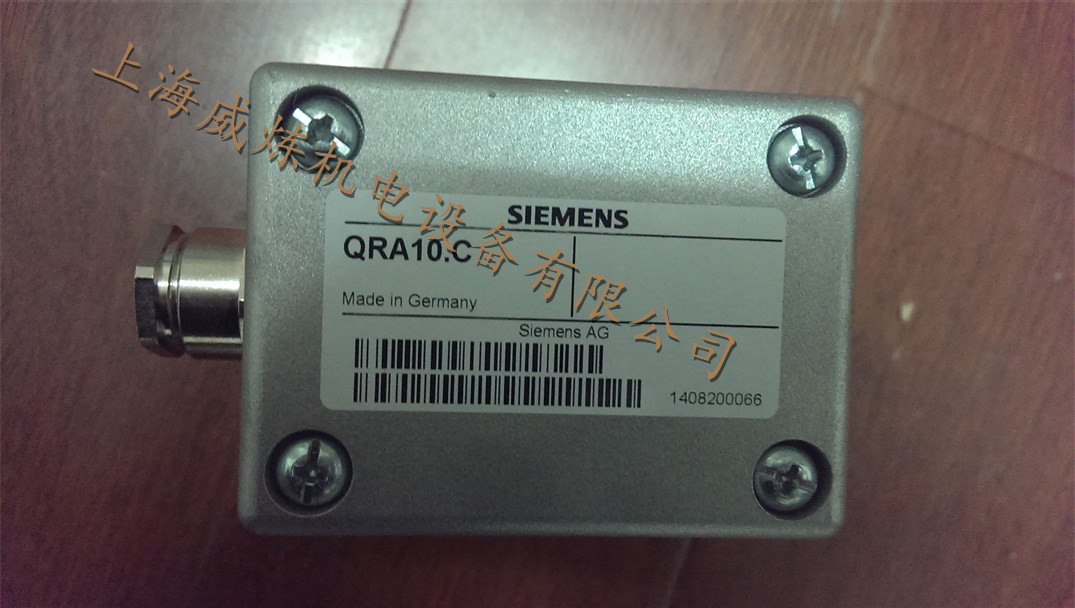 上海威炼机电设备有限公司
SIEMENS
QRA10.C
Made in Germany
Siemens AG
1408200066